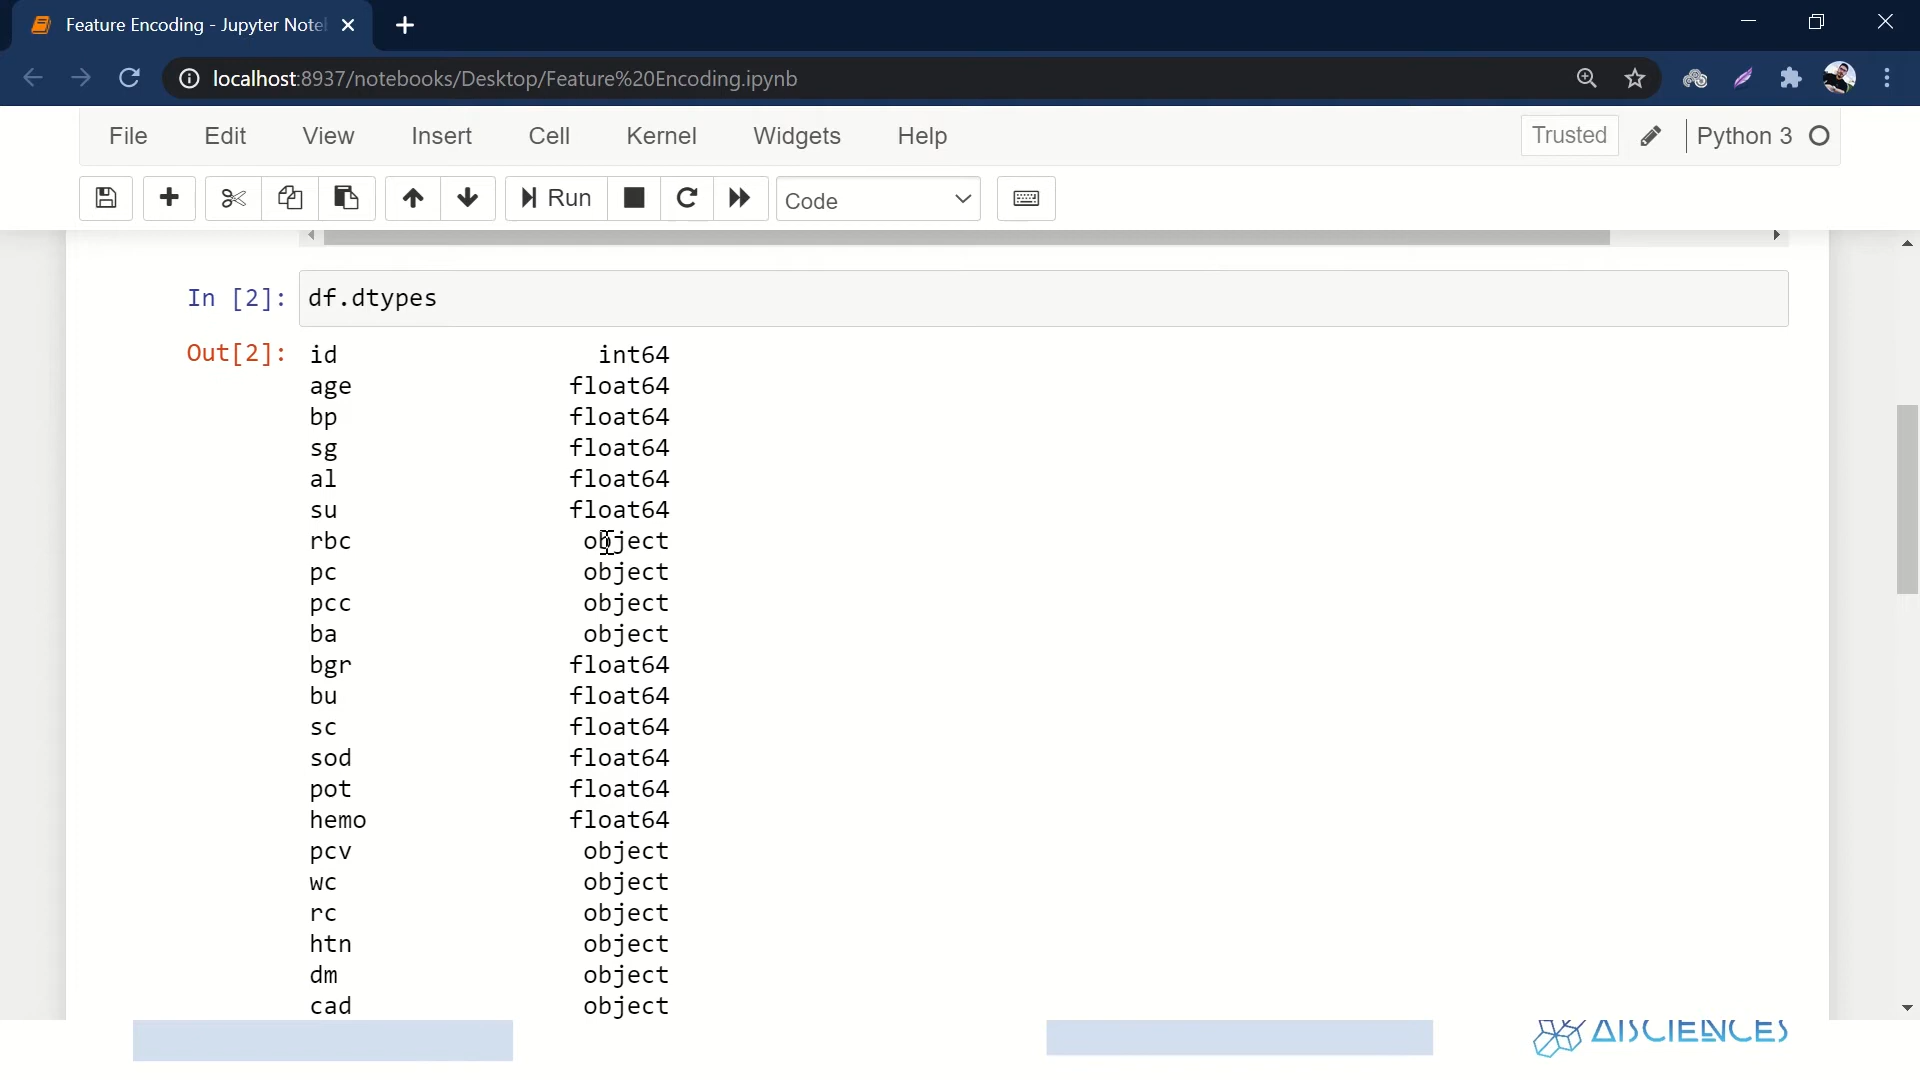 Feature Encoding - Jupyter Note
localhost:8937/notebooks/Desktop/Feature%20Encoding.ipynb
File Edit View Insert Cell Kernel Widgets Help Trusted Python 3
Run Code
In [2]: df.dtypes
Out[2]: id int64
age float64
bp float64
sg float64
al float64
su float64
rbc object
pc object
pcc object
ba object
bgr float64
bu float64
sc float64
sod float64
pot float64
hemo float64
pcv object
wc object
rc object
htn object
dm object
cad object
AISCIENCES